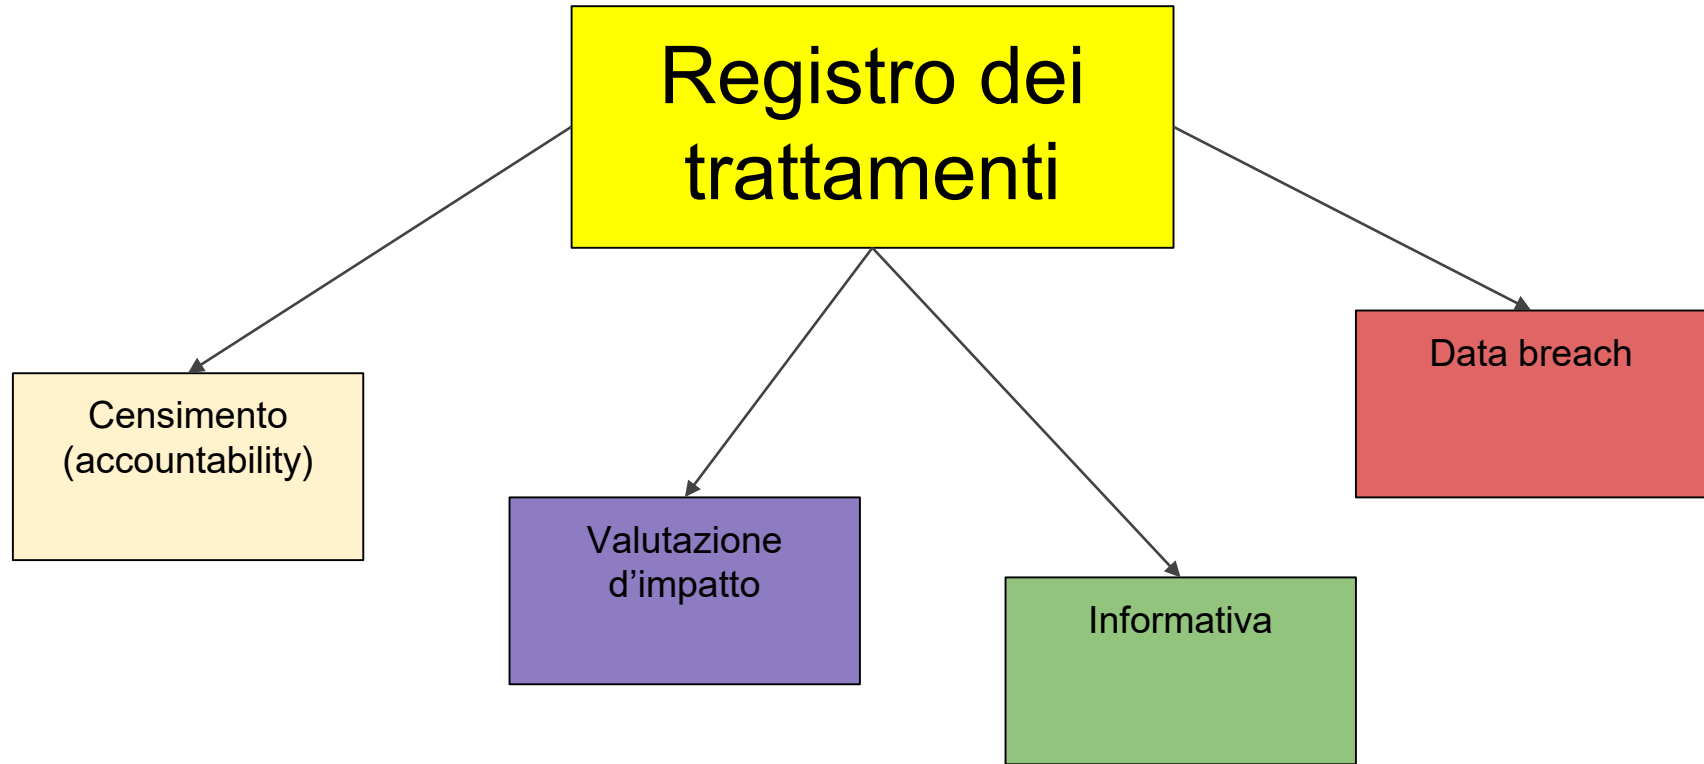 Registro dei
trattamenti
Data breach
Censimento
(accountability)
Valutazione
d’impatto
Informativa